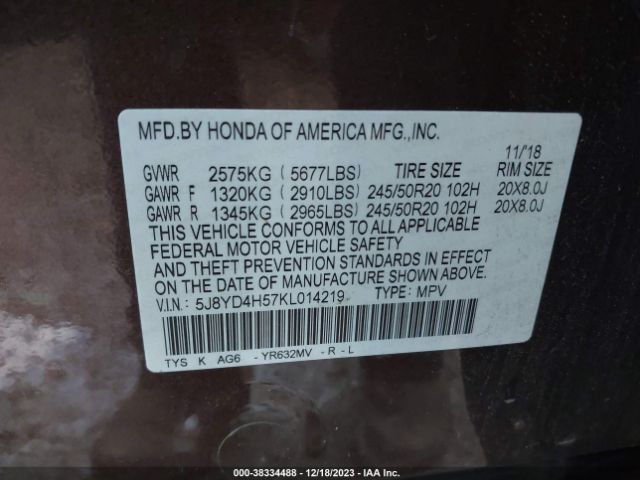 MFD.BY HONDA OF AMERICA MFG.,INC.
11/'18
GVWR 2575KG ( 5677LBS) TIRE SIZE RIM SIZE
GAWR F 1320KG ( 2910LBS) 245/50R20 102H 20X8.0J
GAWR R 1345KG ( 2965LBS) 245/50R20 102H 20X8.0J
THIS VEHICLE CONFORMS TO ALL APPLICABLE
FEDERAL MOTOR VEHICLE SAFETY
AND THEFT PREVENTION STANDARDS IN EFFECT
ON THE DATE OF MANUFACTURE SHOWN ABOVE.
V.I.N.: 5J8YD4H57KL014219 TYPE: MPV
TYS K AG6 - YR632MV - R - L
000-38334488 - 12/18/2023 - IAA Inc.